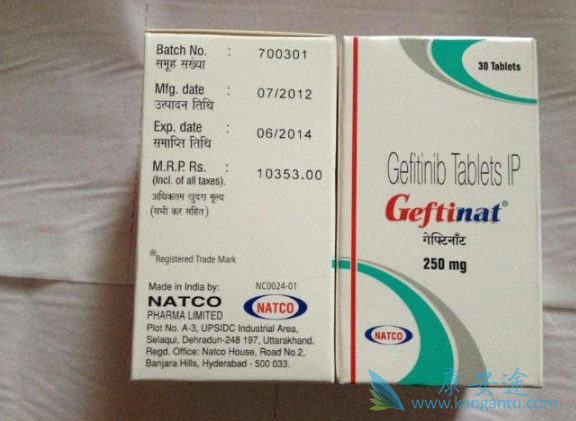 Batch No. : 700301
समूह सख्या
Mfg. date : 07/2012
उत्पादन तिथि
Exp. date : 06/2014
समाप्ति तिथि
M.R.P. Rs. : 10353.00
(Incl. of all taxes).
अधिकतम खुदरा मूल्य
(सभी कर सहित)
®Registered Trade Mark
Made in India by: NC0024-01
NATCO
PHARMA LIMITED
NATCO
Plot No. A-3, UPSIDC Industrial Area,
Selaqui, Dehradun-248 197, Uttarakhand.
Regd. Office: Natco House, Road No.2,
Banjara Hills, Hyderabad - 500 033.
30 Tablets
Gefitinib Tablets IP
Geftinat®
गेफ्टिनॉट
250 mg
NATCO
康安途
www.kangantu.com